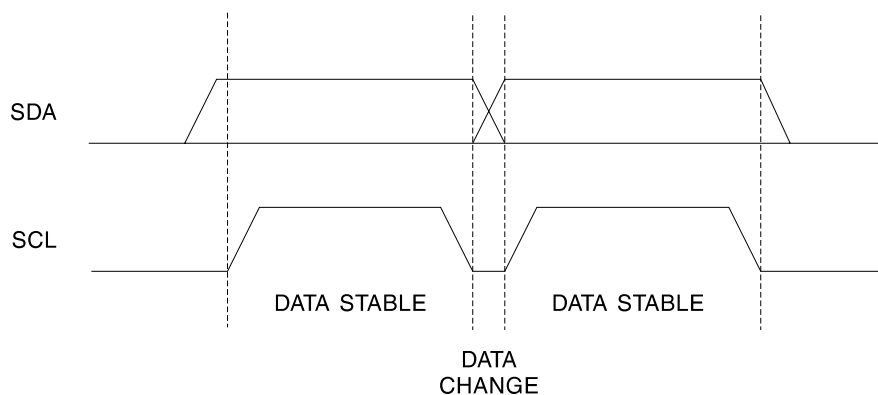 SDA
SCL
DATA STABLE
DATA STABLE
DATA
CHANGE